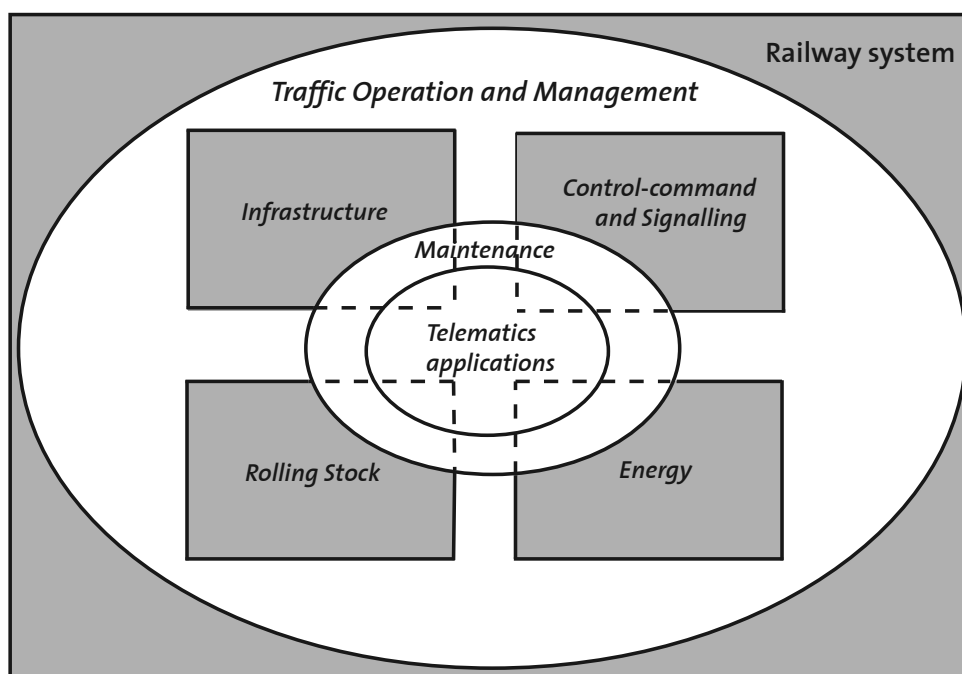 Railway system
Traffic Operation and Management
Infrastructure
Control-command
and Signalling
Maintenance
Telematics
applications
Rolling Stock
Energy